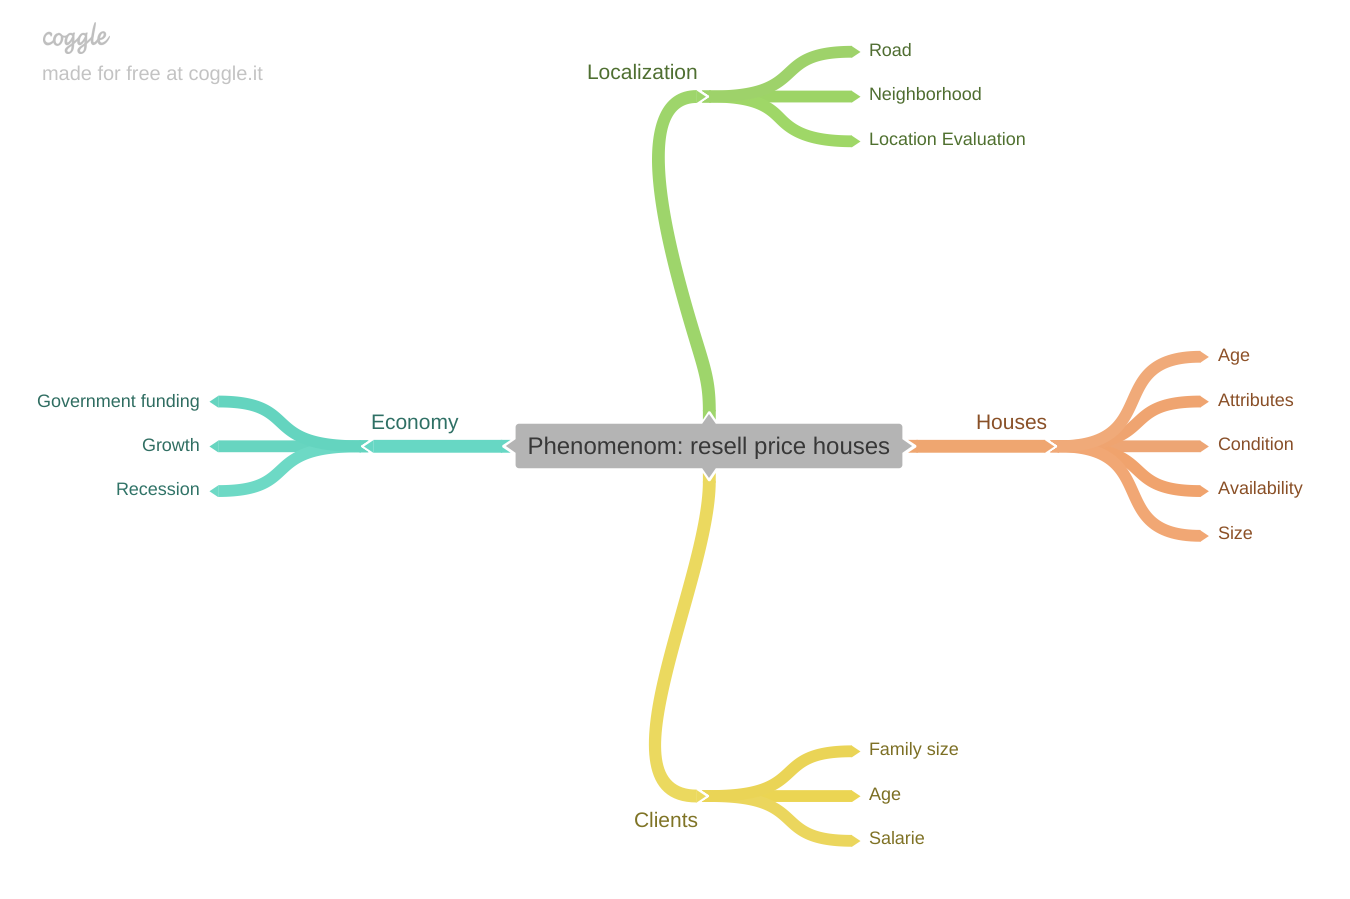 coggle
made for free at coggle.it
Localization
Road
Neighborhood
Location Evaluation
Phenomenom: resell price houses
Economy
Government funding
Growth
Recession
Houses
Age
Attributes
Condition
Availability
Size
Clients
Family size
Age
Salarie